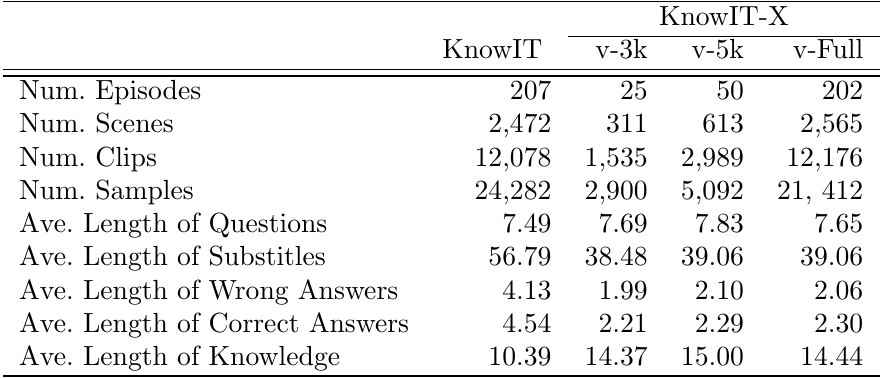 KnowIT-X
KnowIT v-3k v-5k v-Full
Num. Episodes 207 25 50 202
Num. Scenes 2,472 311 613 2,565
Num. Clips 12,078 1,535 2,989 12,176
Num. Samples 24,282 2,900 5,092 21, 412
Ave. Length of Questions 7.49 7.69 7.83 7.65
Ave. Length of Substitles 56.79 38.48 39.06 39.06
Ave. Length of Wrong Answers 4.13 1.99 2.10 2.06
Ave. Length of Correct Answers 4.54 2.21 2.29 2.30
Ave. Length of Knowledge 10.39 14.37 15.00 14.44